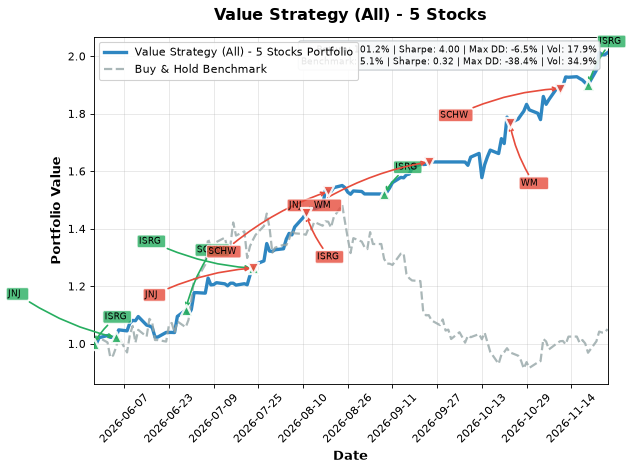 Value Strategy (All) - 5 Stocks
Value Strategy (All) - 5 Stocks Portfolio
Buy & Hold Benchmark
01.2% | Sharpe: 4.00 | Max DD: -6.5% | Vol: 17.9%
5.1% | Sharpe: 0.32 | Max DD: -38.4% | Vol: 34.9%
ISRG
SCHW
WM
ISRG
JNJ
WM
ISRG
SCHW
ISRG
JNJ
JNJ
ISRG
Portfolio Value
2.0
1.8
1.6
1.4
1.2
1.0
2026-06-07
2026-06-23
2026-07-09
2026-07-25
2026-08-10
2026-08-26
2026-09-11
2026-09-27
2026-10-13
2026-10-29
2026-11-14
Date